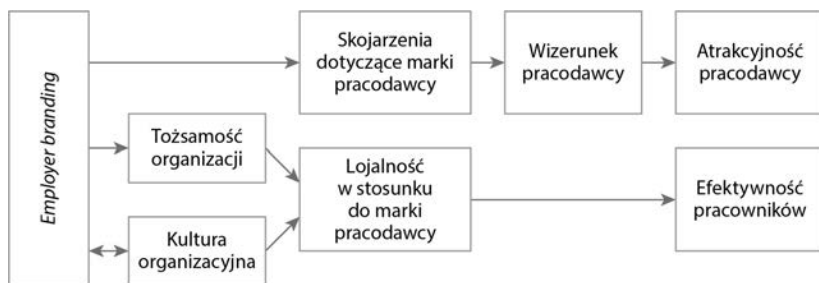 Employer branding
Skojarzenia
dotyczące marki
pracodawcy
Wizerunek
pracodawcy
Atrakcyjność
pracodawcy
Tożsamość
organizacji
Lojalność
w stosunku
do marki
pracodawcy
Efektywność
pracowników
Kultura
organizacyjna